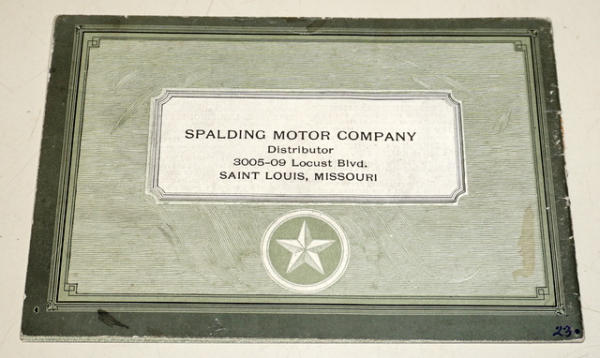 SPALDING MOTOR COMPANY
Distributor
3005-09 Locust Blvd.
SAINT LOUIS, MISSOURI
23.